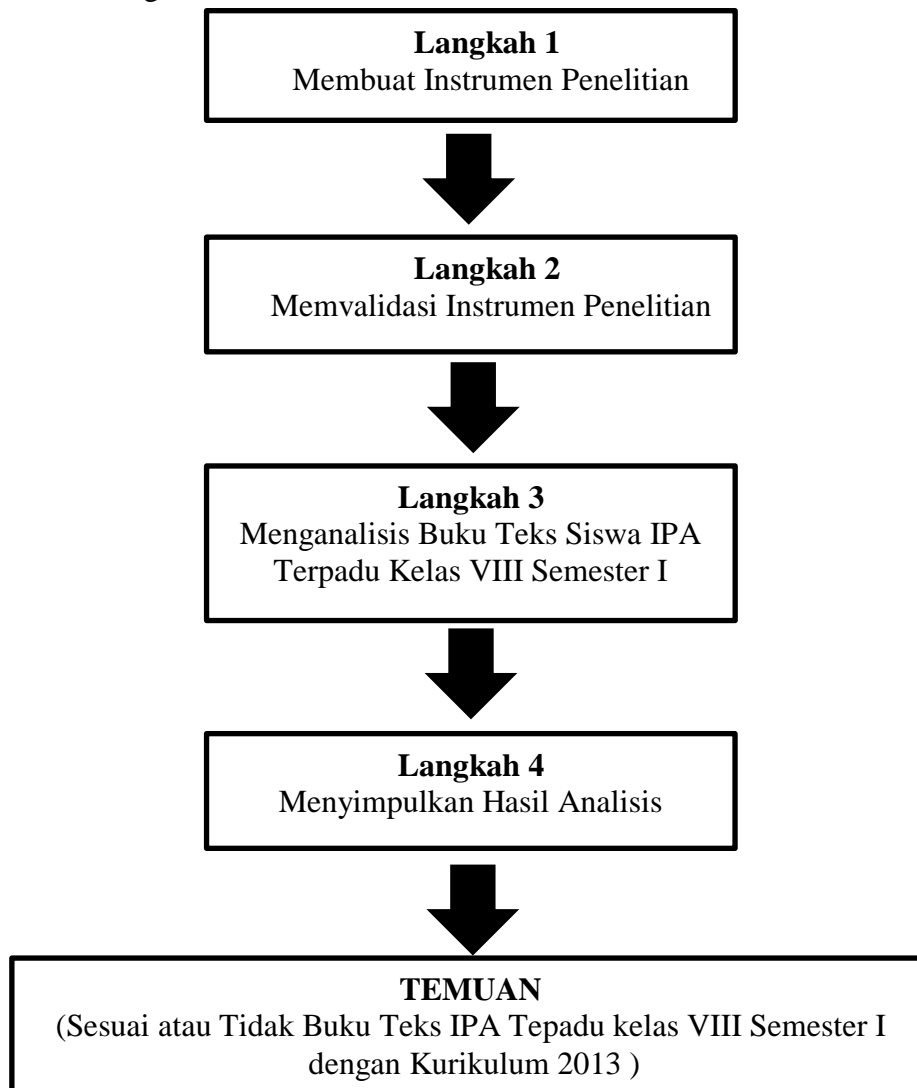 Langkah 1
Membuat Instrumen Penelitian
Langkah 2
Memvalidasi Instrumen Penelitian
Langkah 3
Menganalisis Buku Teks Siswa IPA
Terpadu Kelas VIII Semester I
Langkah 4
Menyimpulkan Hasil Analisis
TEMUAN
(Sesuai atau Tidak Buku Teks IPA Tepadu kelas VIII Semester I
dengan Kurikulum 2013 )